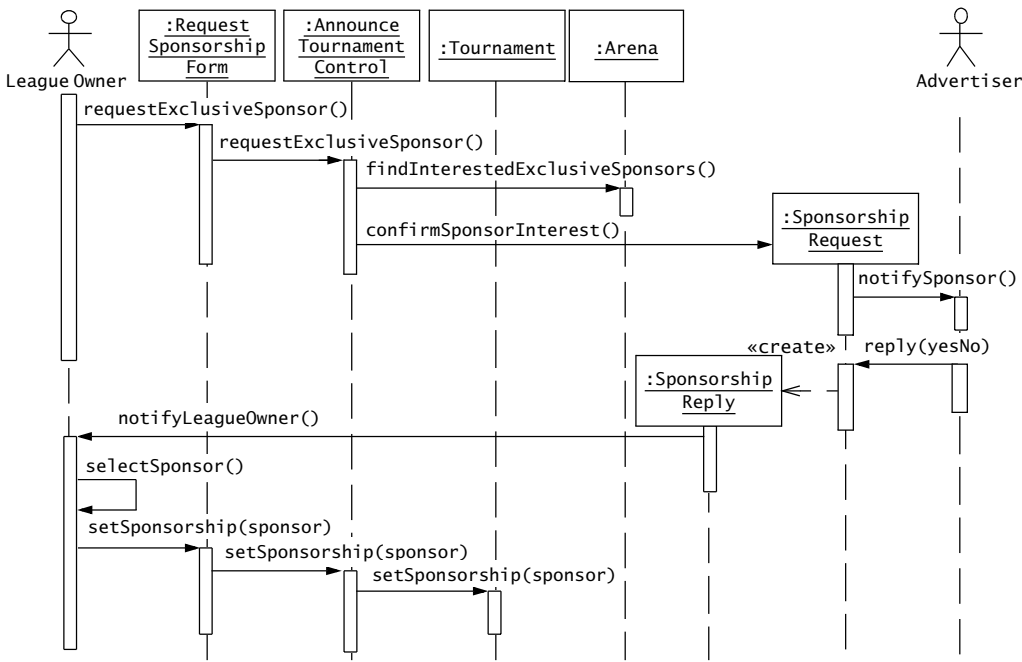 :Request
Sponsorship
Form
:Announce
Tournament
Control
:Tournament
:Arena
League Owner
Advertiser
requestExclusiveSponsor()
requestExclusiveSponsor()
findInterestedExclusiveSponsors()
:Sponsorship
Request
confirmSponsorInterest()
notifySponsor()
«create»
reply(yesNo)
:Sponsorship
Reply
notifyLeagueOwner()
selectSponsor()
setSponsorship(sponsor)
setSponsorship(sponsor)
setSponsorship(sponsor)